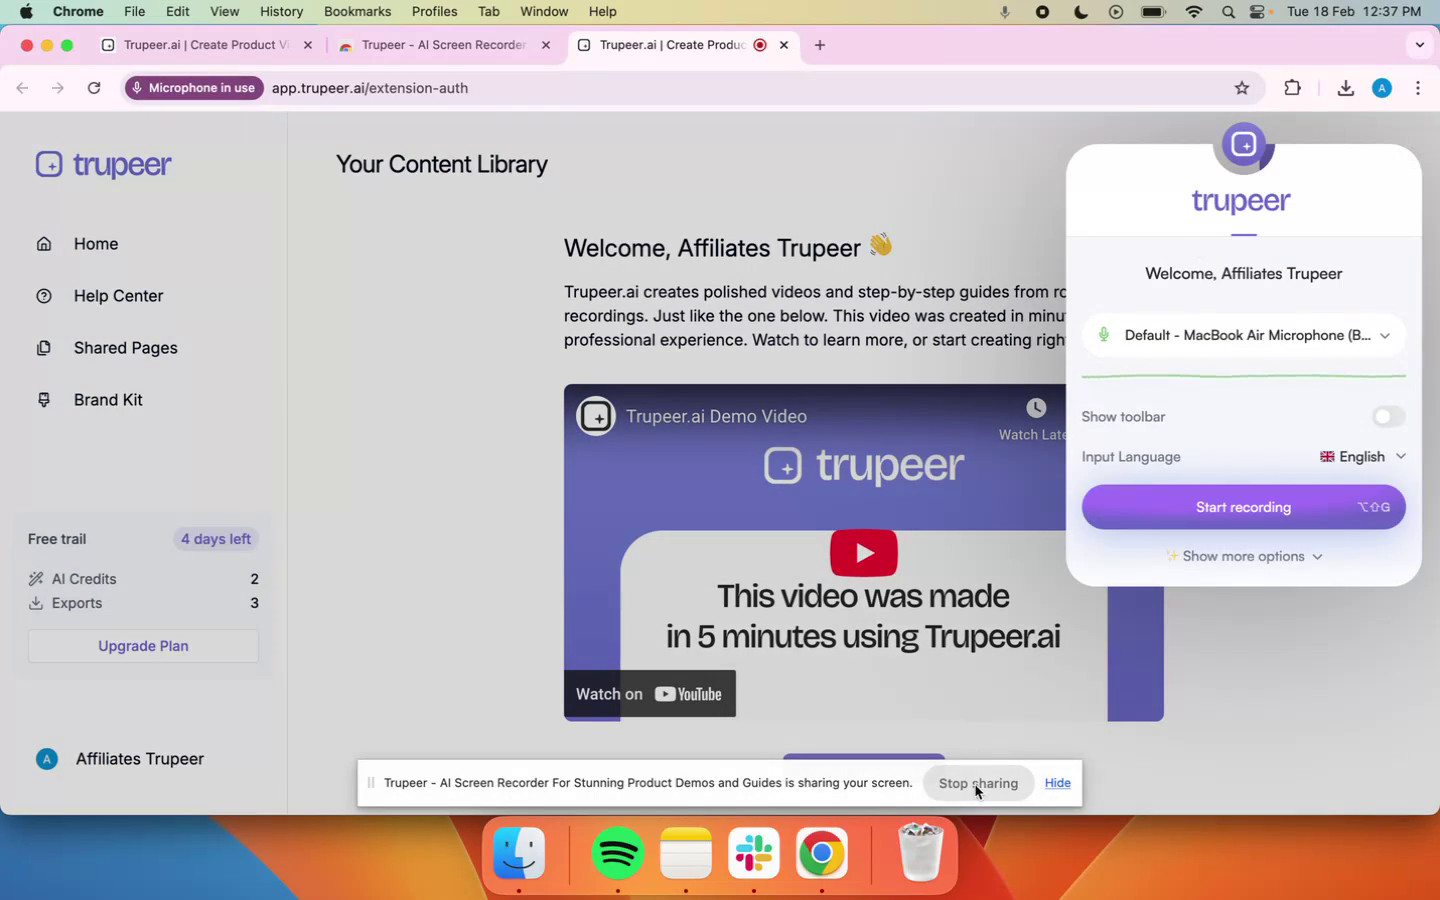 Chrome File Edit View History Bookmarks Profiles Tab Window Help Tue 18 Feb 12:37 PM
Trupeer.ai | Create Product Vi Trupeer - AI Screen Recorder Trupeer.ai | Create Produc
Microphone in use app.trupeer.ai/extension-auth A
trupeer
Home
Help Center
Shared Pages
Brand Kit
Free trail 4 days left
AI Credits 2
Exports 3
Upgrade Plan
A Affiliates Trupeer
Your Content Library
Welcome, Affiliates Trupeer 👋
Trupeer.ai creates polished videos and step-by-step guides from
recordings. Just like the one below. This video was created in
professional experience. Watch to learn more, or start creating
Trupeer.ai Demo Video
Watch Late
trupeer
This video was made
in 5 minutes using Trupeer.ai
Watch on YouTube
trupeer
Welcome, Affiliates Trupeer
Default - MacBook Air Microphone (B...
Show toolbar
Input Language English
Start recording ⌥⇧G
✨ Show more options
Trupeer - AI Screen Recorder For Stunning Product Demos and Guides is sharing your screen. Stop sharing Hide